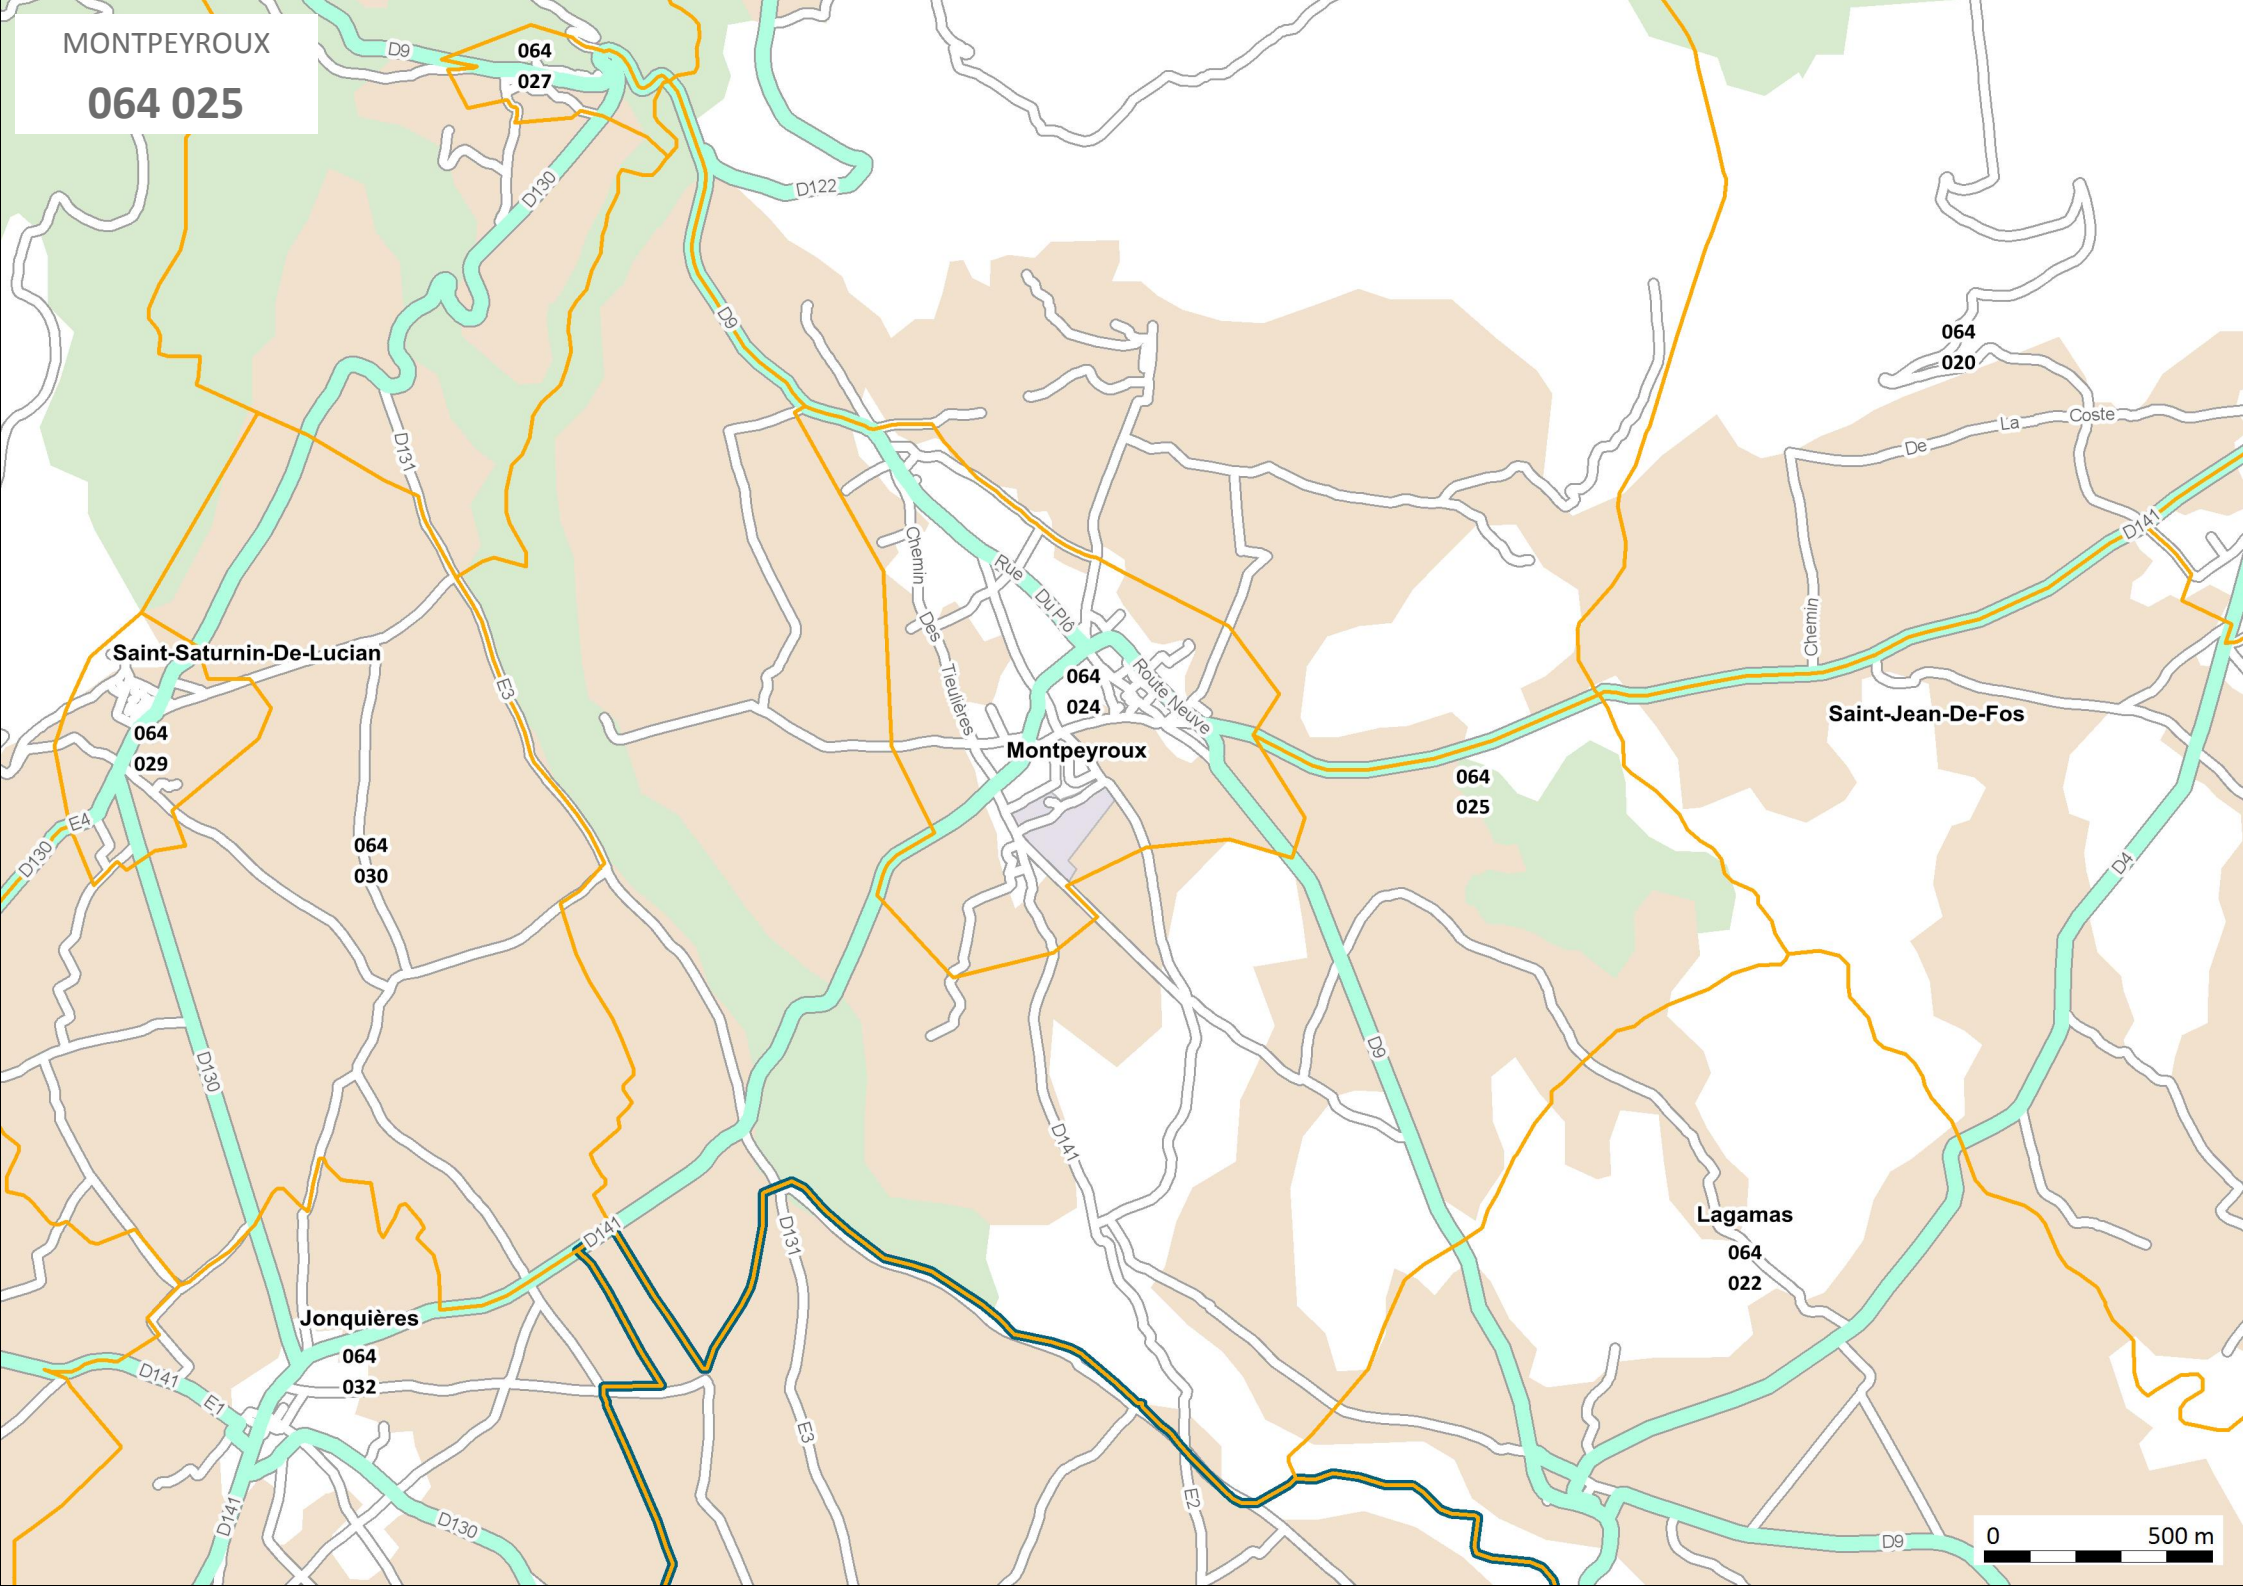 MONTPEYROUX
064 025
D9
064
027
D130
D122
D9
064
020
De
La
Coste
D131
D141
Chemin
Des
Tieulières
Rue
Du Plô
Chemin
Saint-Saturnin-De-Lucian
E3
064
024
Route Neuve
Saint-Jean-De-Fos
064
029
Montpeyroux
064
025
E4
D130
064
030
D4
D9
D130
D141
Lagamas
064
022
D141
D131
Jonquières
064
032
D141
E1
E3
E2
D141
D130
D9
0 500 m